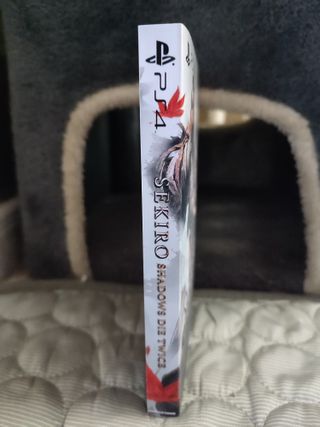 PS4
SEKIRO
SHADOWS DIE TWICE